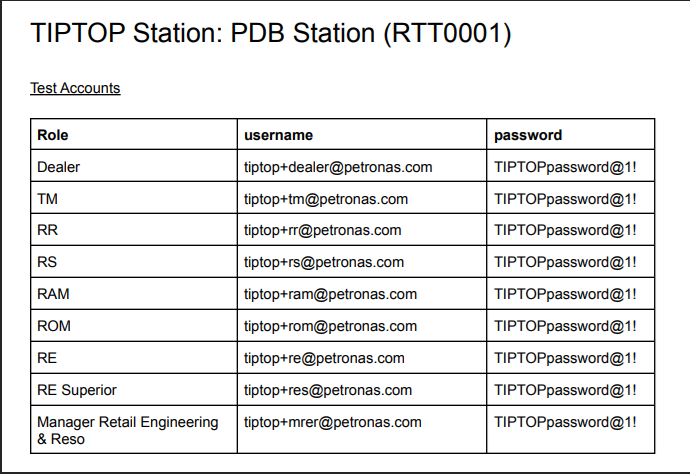 TIPTOP Station: PDB Station (RTT0001)
Test Accounts
Role username password
Dealer tiptop+dealer@petronas.com TIPTOPpassword@1!
TM tiptop+tm@petronas.com TIPTOPpassword@1!
RR tiptop+rr@petronas.com TIPTOPpassword@1!
RS tiptop+rs@petronas.com TIPTOPpassword@1!
RAM tiptop+ram@petronas.com TIPTOPpassword@1!
ROM tiptop+rom@petronas.com TIPTOPpassword@1!
RE tiptop+re@petronas.com TIPTOPpassword@1!
RE Superior tiptop+res@petronas.com TIPTOPpassword@1!
Manager Retail Engineering tiptop+mrer@petronas.com TIPTOPpassword@1!
& Reso